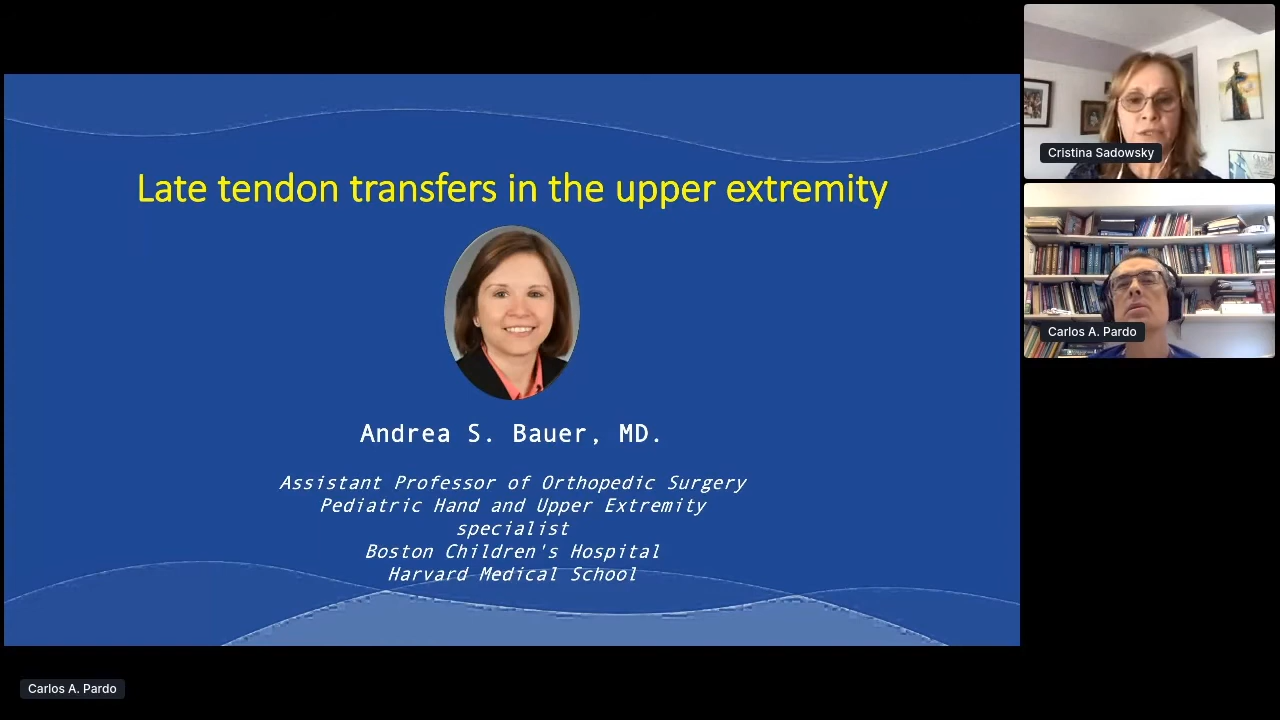 Late tendon transfers in the upper extremity
Andrea S. Bauer, MD.
Assistant Professor of Orthopedic Surgery
Pediatric Hand and Upper Extremity
specialist
Boston Children's Hospital
Harvard Medical School
Cristina Sadowsky
Carlos A. Pardo
Carlos A. Pardo